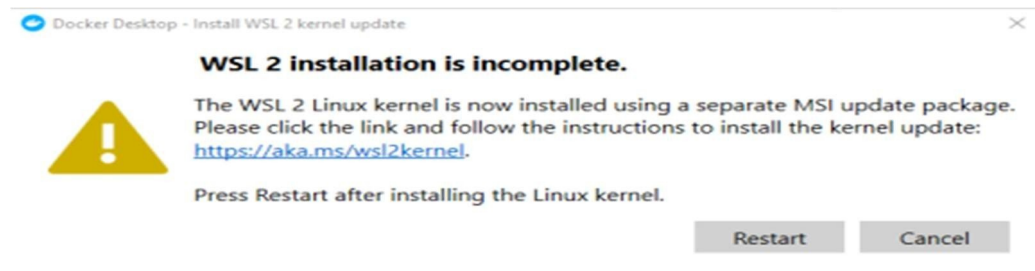 Docker Desktop - Install WSL 2 kernel update
WSL 2 installation is incomplete.
The WSL 2 Linux kernel is now installed using a separate MSI update package.
Please click the link and follow the instructions to install the kernel update:
https://aka.ms/wsl2kernel.
Press Restart after installing the Linux kernel.
Restart Cancel